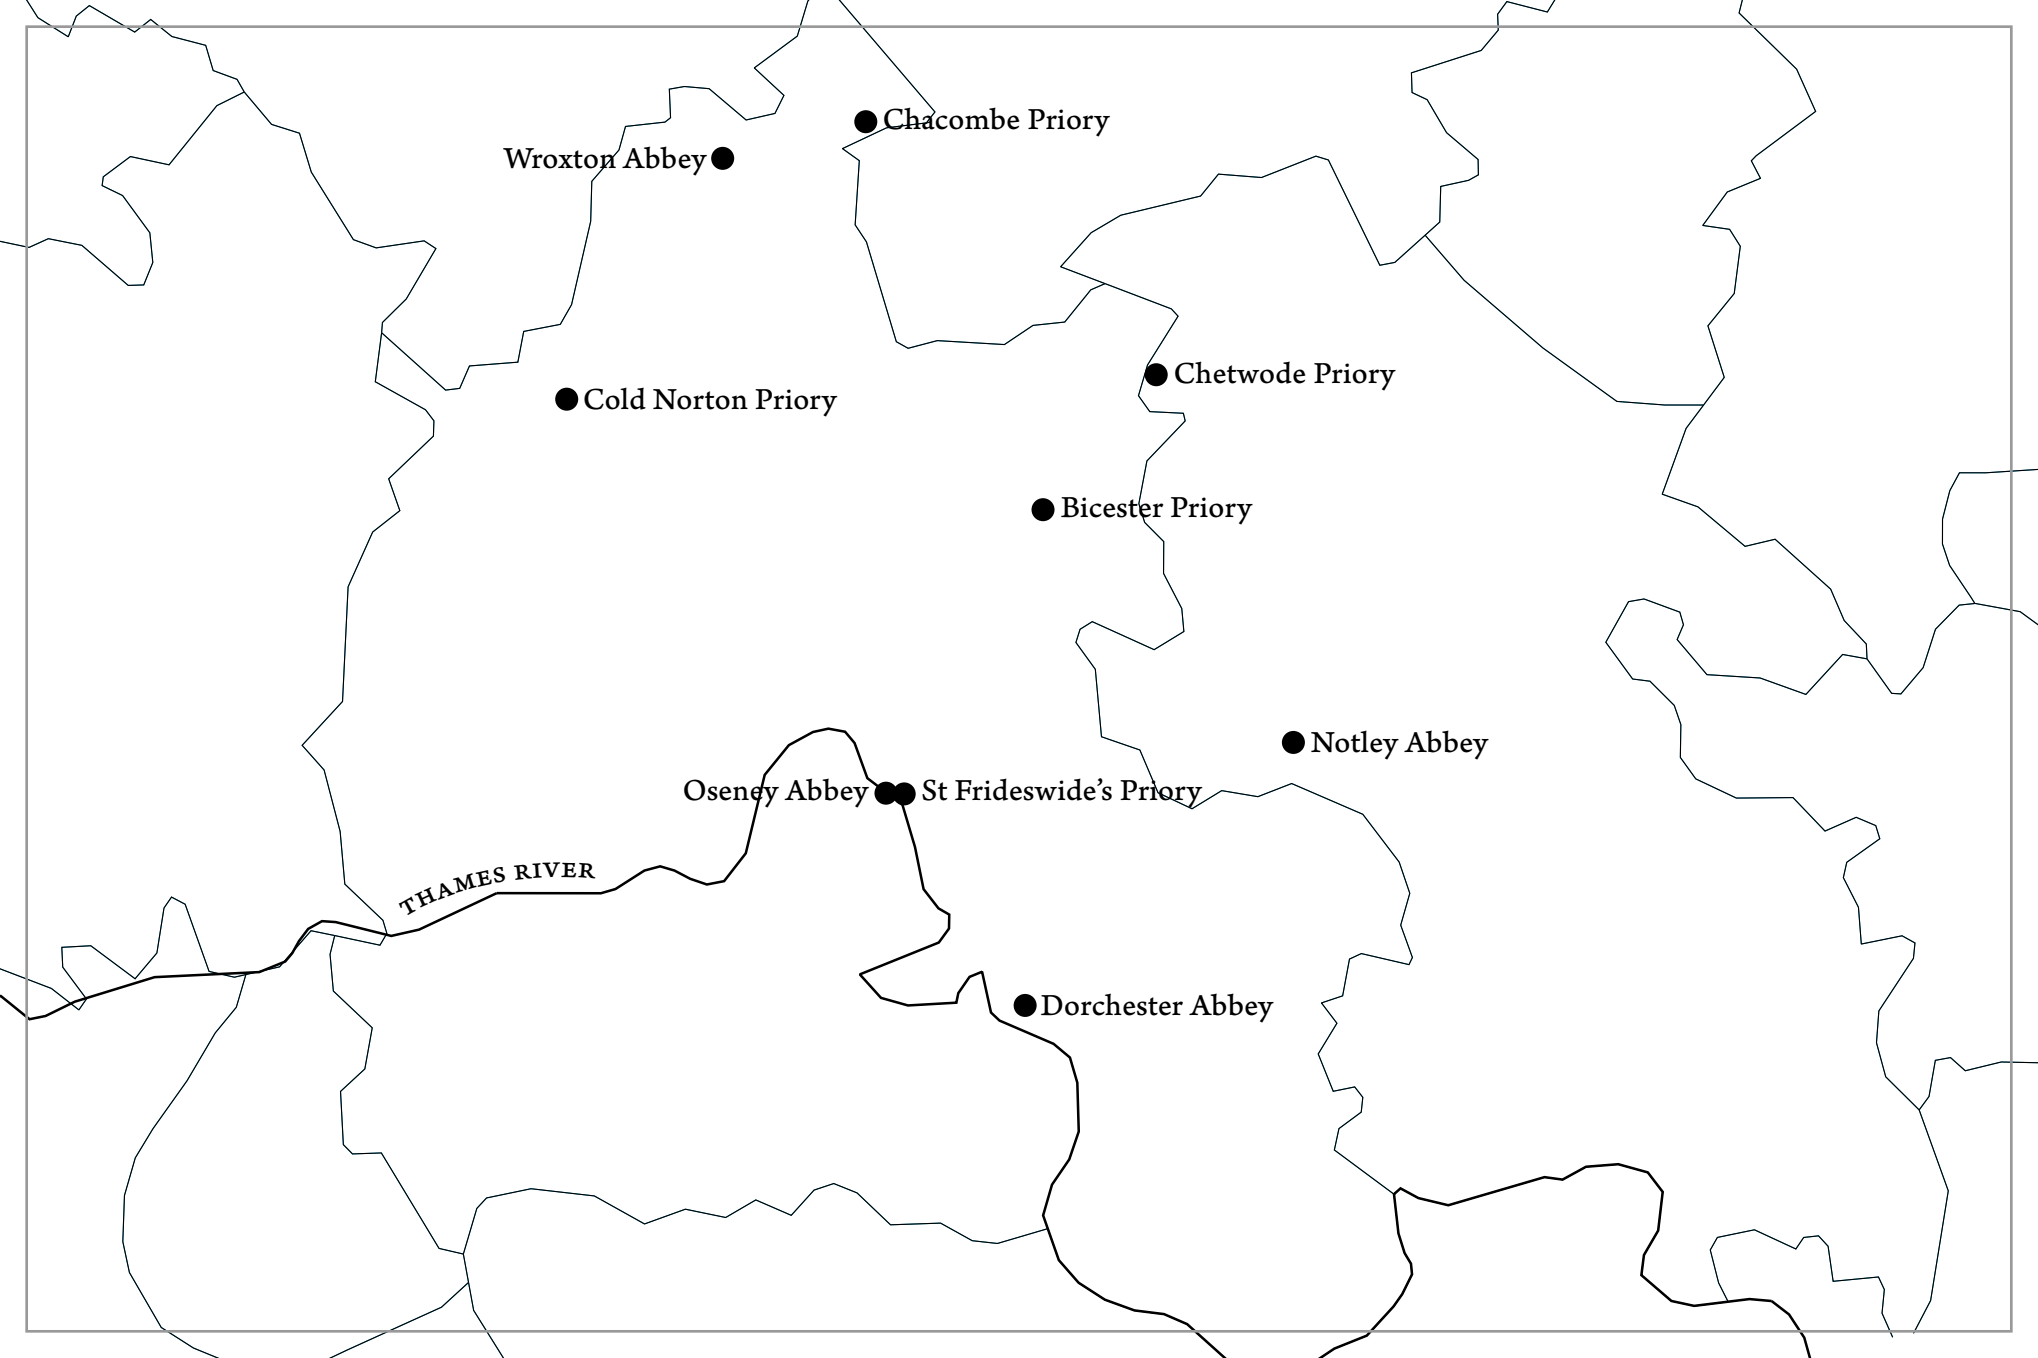 Chacombe Priory
Wroxton Abbey
Chetwode Priory
Cold Norton Priory
Bicester Priory
Notley Abbey
Oseney Abbey
St Frideswide’s Priory
THAMES RIVER
Dorchester Abbey